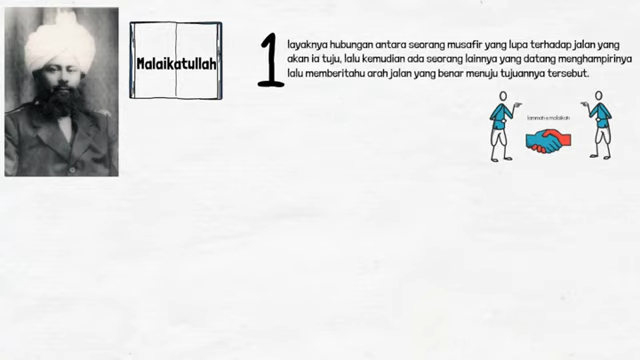 Malaikatullah
1
layaknya hubungan antara seorang musafir yang lupa terhadap jalan yang
akan ia tuju, lalu kemudian ada seorang lainnya yang datang menghampirinya
lalu memberitahu arah jalan yang benar menuju tujuannya tersebut.